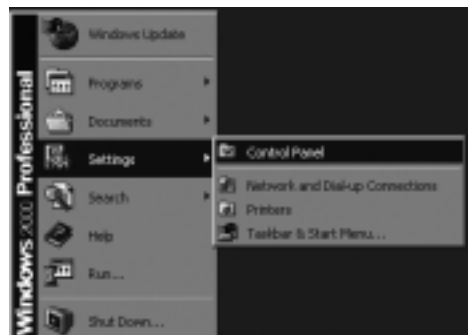 Windows 2000 Professional
Windows Update
Programs
Documents
Settings
Search
Help
Run...
Shut Down...
Control Panel
Network and Dial-up Connections
Printers
Taskbar & Start Menu...